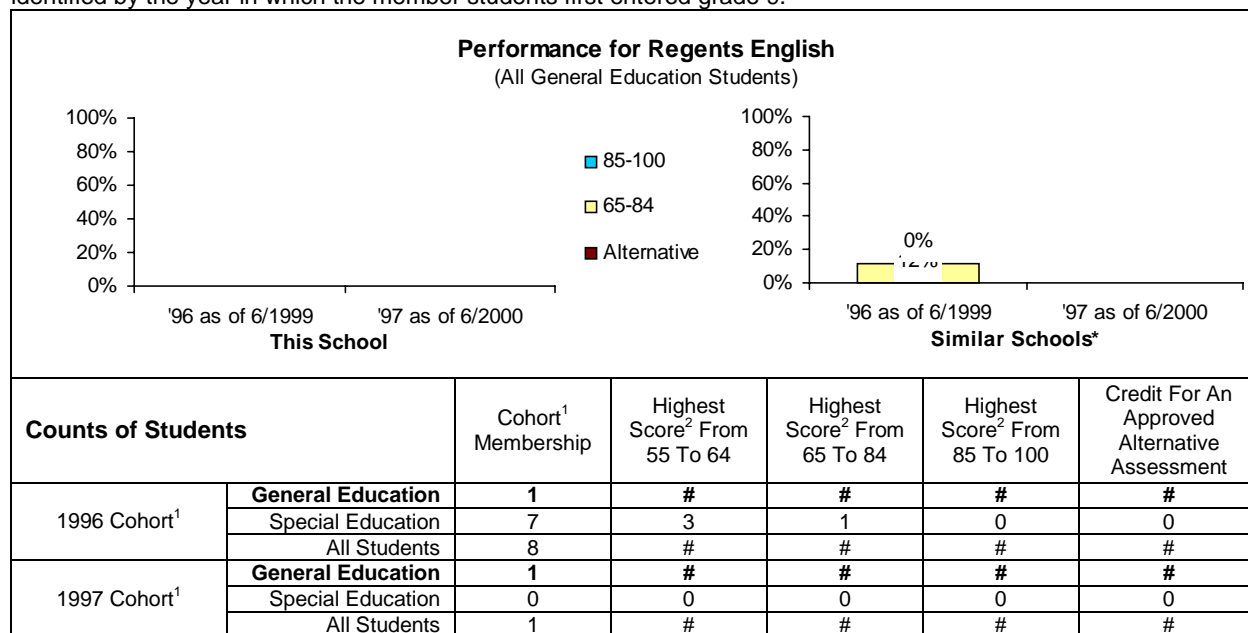 identified by the year in which the member students first entered grade 9.
Performance for Regents English
(All General Education Students)
100%
80%
60%
40%
20%
0%
'96 as of 6/1999 '97 as of 6/2000
This School
85-100
65-84
Alternative
100%
80%
60%
40%
20%
0%
0%
12%
'96 as of 6/1999 '97 as of 6/2000
Similar Schools*
Counts of Students
Cohort1
Membership
Highest
Score2 From
55 To 64
Highest
Score2 From
65 To 84
Highest
Score2 From
85 To 100
Credit For An
Approved
Alternative
Assessment
1996 Cohort1
General Education 1 # # # #
Special Education 7 3 1 0 0
All Students 8 # # # #
1997 Cohort1
General Education 1 # # # #
Special Education 0 0 0 0 0
All Students 1 # # # #